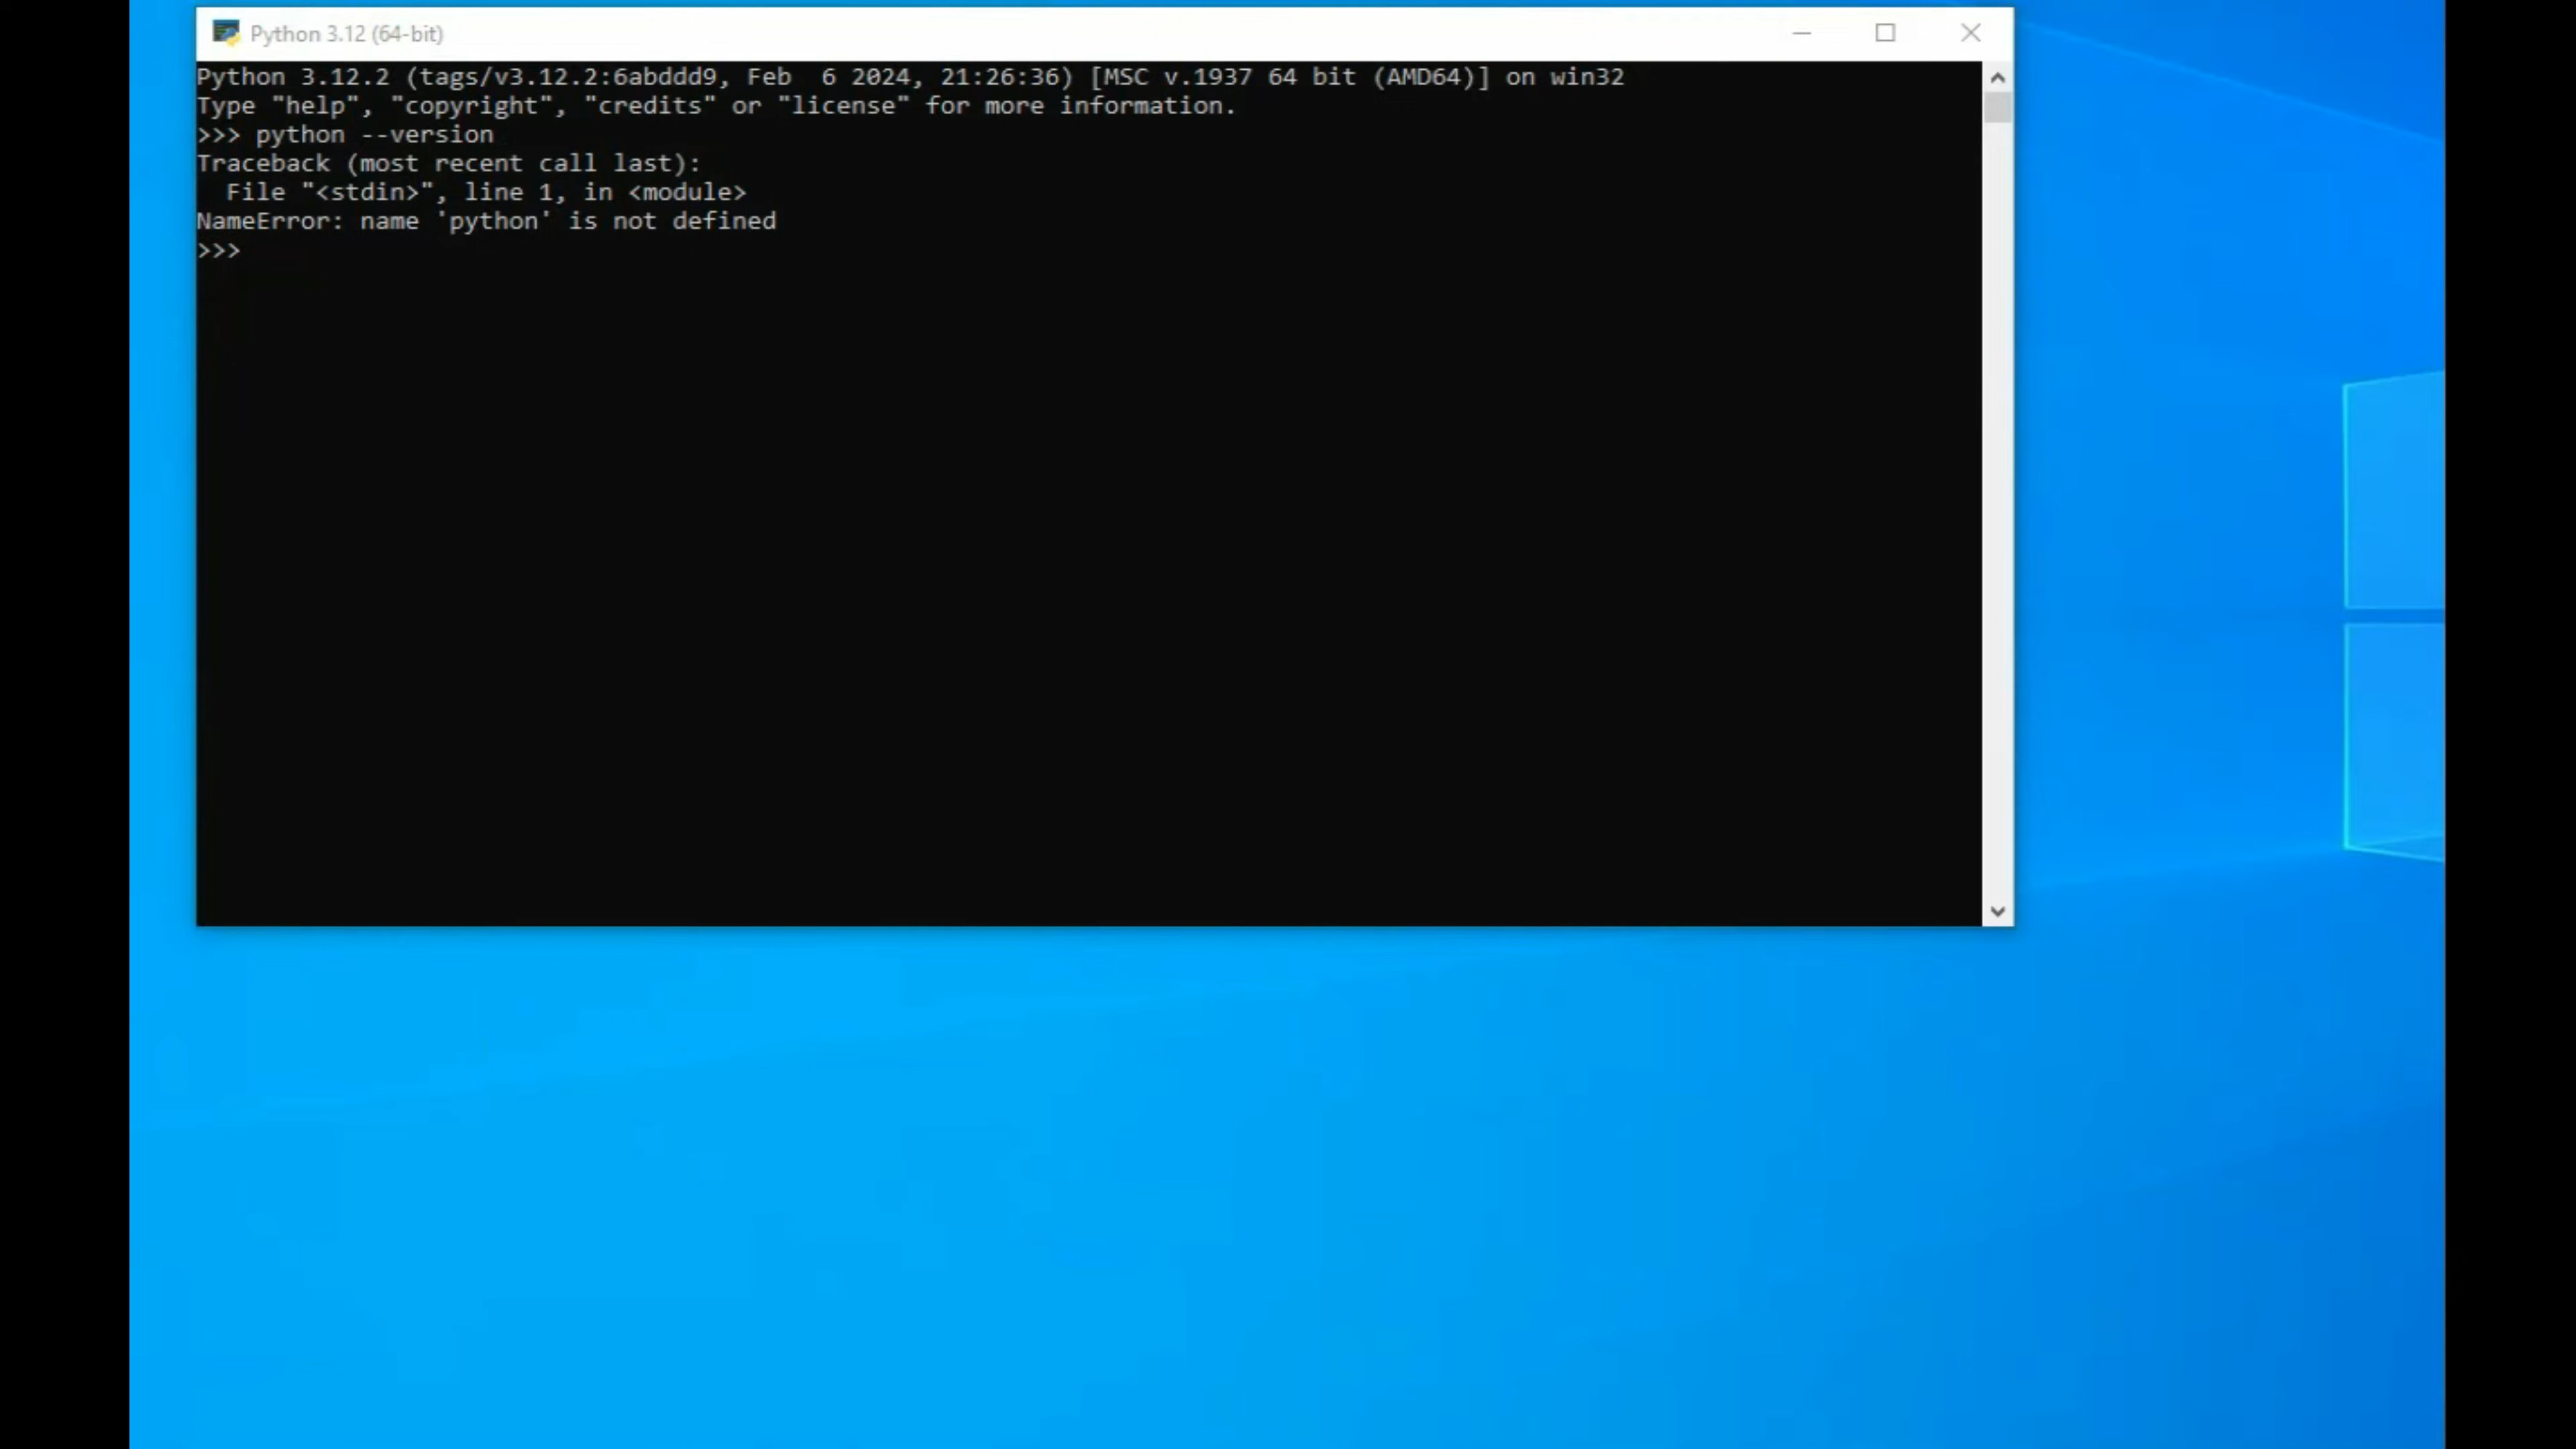 Python 3.12 (64-bit)
Python 3.12.2 (tags/v3.12.2:6abddd9, Feb  6 2024, 21:26:36) [MSC v.1937 64 bit (AMD64)] on win32
Type "help", "copyright", "credits" or "license" for more information.
>>> python --version
Traceback (most recent call last):
  File "<stdin>", line 1, in <module>
NameError: name 'python' is not defined
>>>